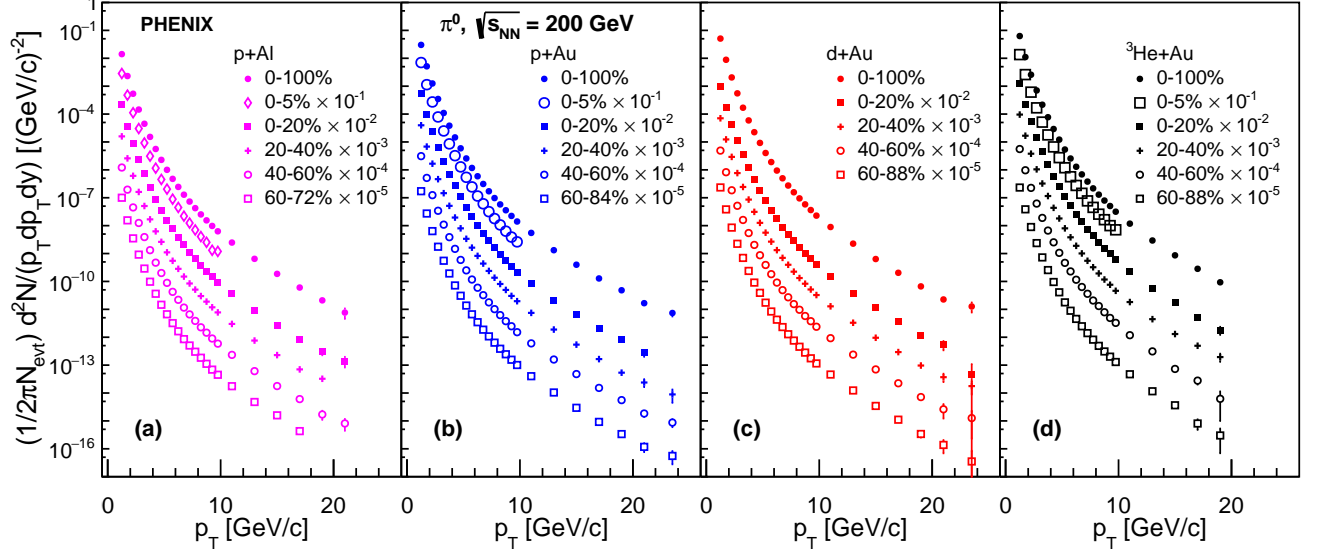 PHENIX
π⁰, √s_NN = 200 GeV
(1/2πN_evt) d²N/(p_T dp_T dy) [(GeV/c)⁻²]
1
10⁻¹
10⁻⁴
10⁻⁷
10⁻¹⁰
10⁻¹³
10⁻¹⁶
p+Al
0-100%
0-5% × 10⁻¹
0-20% × 10⁻²
20-40% × 10⁻³
40-60% × 10⁻⁴
60-72% × 10⁻⁵
(a)
p+Au
0-100%
0-5% × 10⁻¹
0-20% × 10⁻²
20-40% × 10⁻³
40-60% × 10⁻⁴
60-84% × 10⁻⁵
(b)
d+Au
0-100%
0-20% × 10⁻²
20-40% × 10⁻³
40-60% × 10⁻⁴
60-88% × 10⁻⁵
(c)
³He+Au
0-100%
0-5% × 10⁻¹
0-20% × 10⁻²
20-40% × 10⁻³
40-60% × 10⁻⁴
60-88% × 10⁻⁵
(d)
0 10 20 0 10 20 0 10 20 0 10 20
p_T [GeV/c] p_T [GeV/c] p_T [GeV/c] p_T [GeV/c]